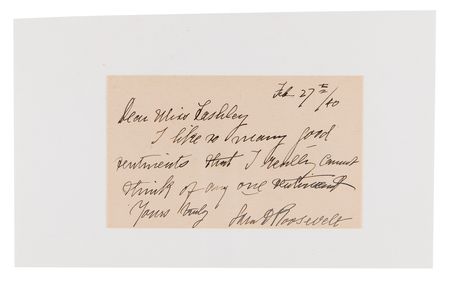 Feb 27th/40
Dear Miss Lashley
I like so many good
sentiments that I really cannot
think of any one sentiment
Yours truly Sara D Roosevelt